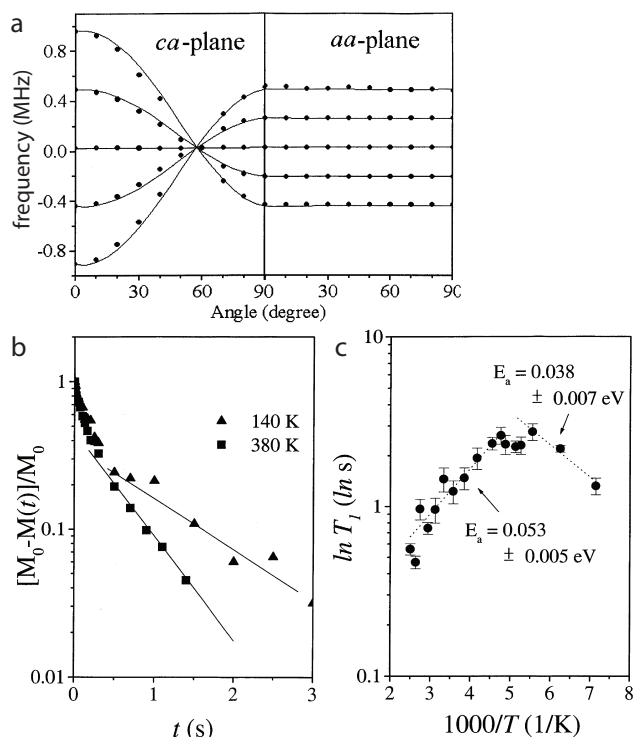 a
ca-plane
aa-plane
frequency (MHz)
0.8
0.4
0.0
-0.4
-0.8
0 30 60 90 0 30 60 90
Angle (degree)
b
[M0-M(t)]/M0
1
0.1
0.01
140 K
380 K
0 1 2 3
t (s)
c
ln T1 (ln s)
10
1
0.1
Ea = 0.038
± 0.007 eV
Ea = 0.053
± 0.005 eV
2 3 4 5 6 7 8
1000/T (1/K)